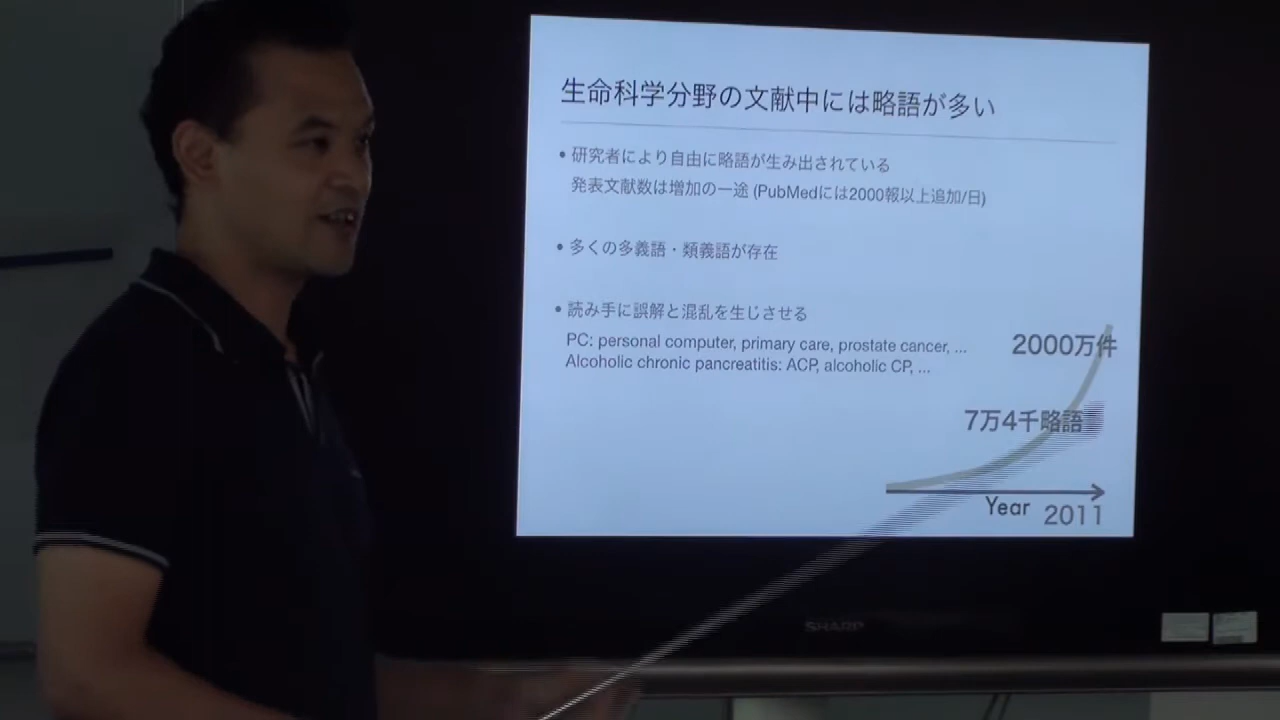 生命科学分野の文献中には略語が多い
• 研究者により自由に略語が生み出されている
発表文献数は増加の一途 (PubMedには2000報以上追加/日)
• 多くの多義語・類義語が存在
• 読み手に誤解と混乱を生じさせる
PC: personal computer, primary care, prostate cancer, ...
Alcoholic chronic pancreatitis: ACP, alcoholic CP, ...
2000万件
7万4千略語
Year
2011
SHARP